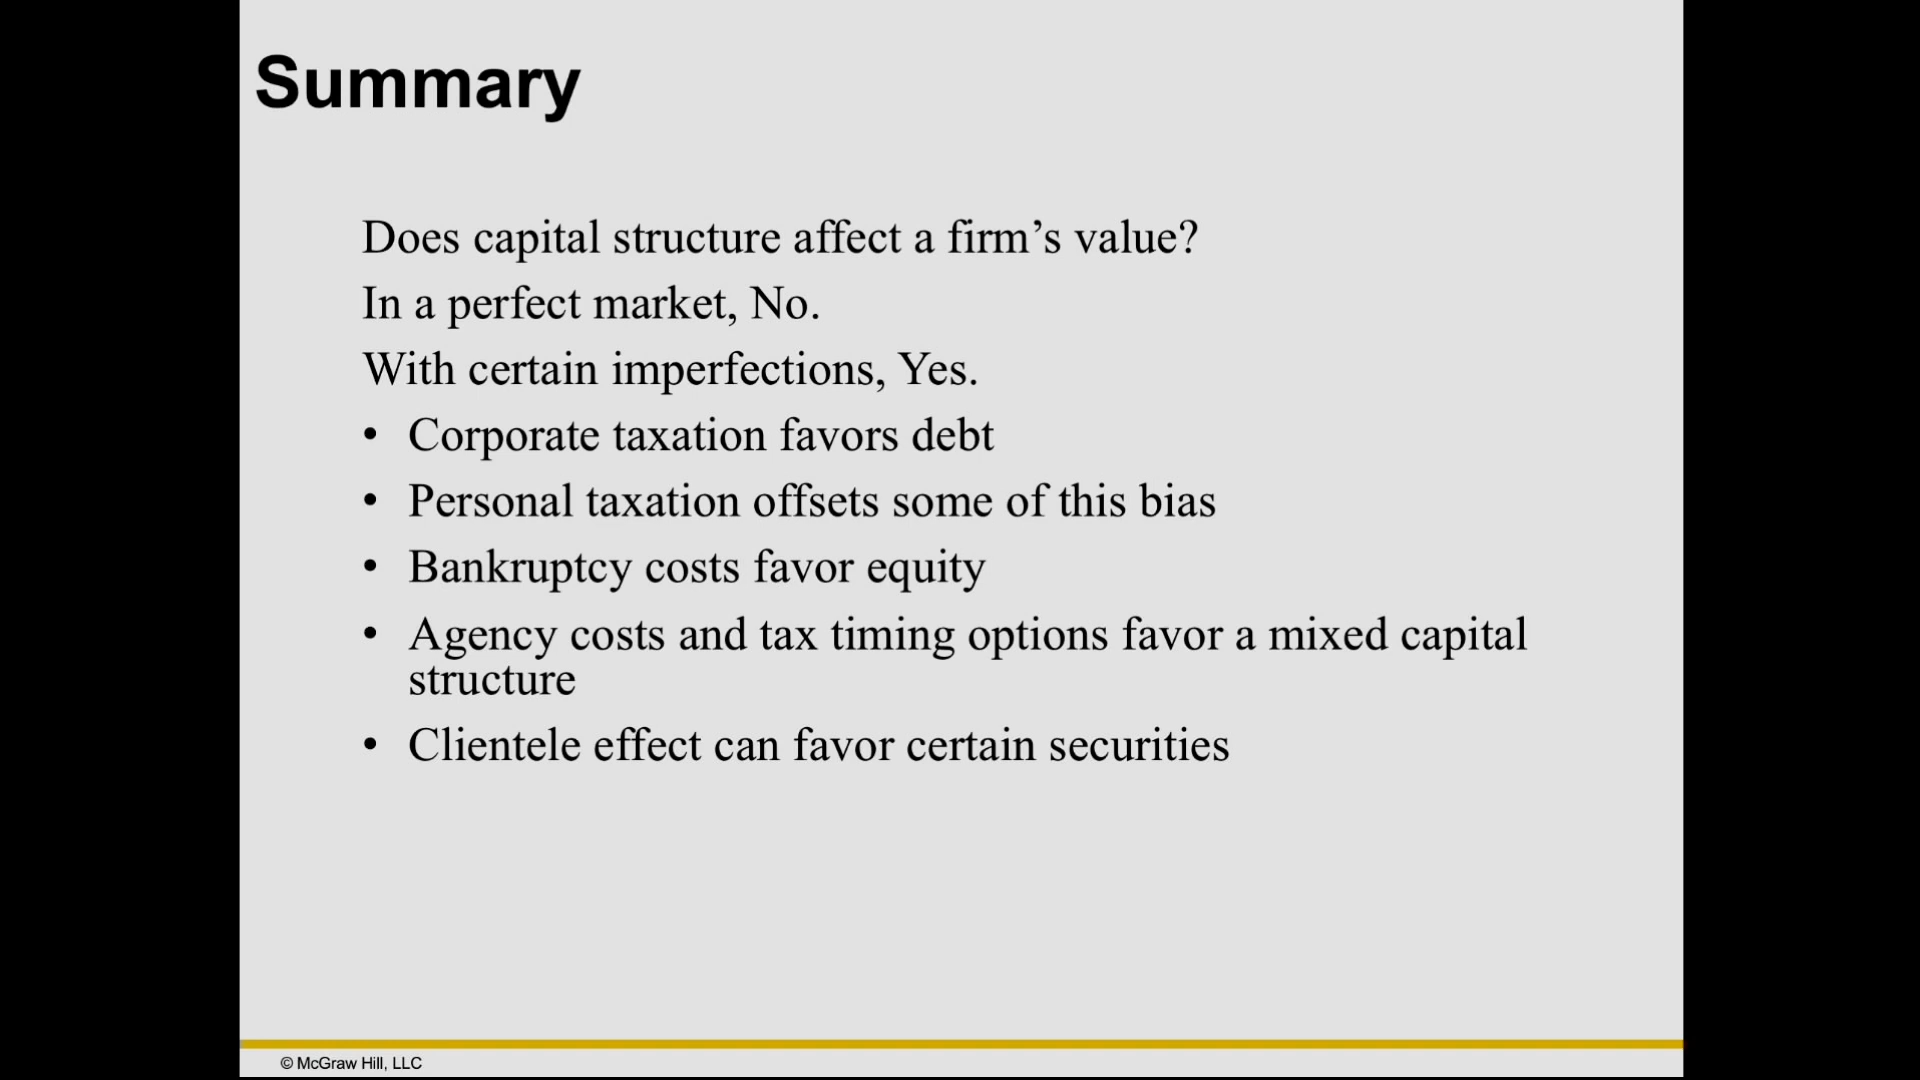 Summary
Does capital structure affect a firm’s value?
In a perfect market, No.
With certain imperfections, Yes.
• Corporate taxation favors debt
• Personal taxation offsets some of this bias
• Bankruptcy costs favor equity
• Agency costs and tax timing options favor a mixed capital
structure
• Clientele effect can favor certain securities
© McGraw Hill, LLC